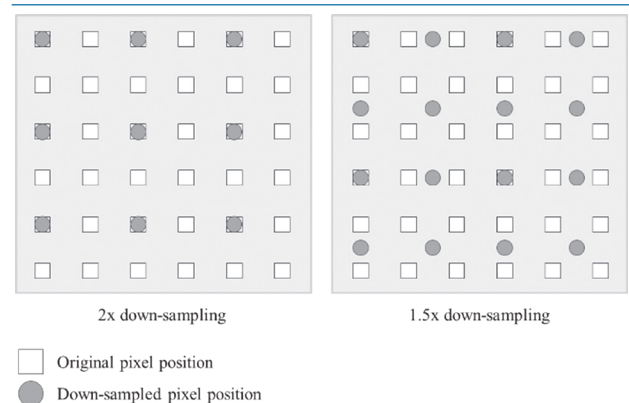 2x down-sampling
1.5x down-sampling
Original pixel position
Down-sampled pixel position